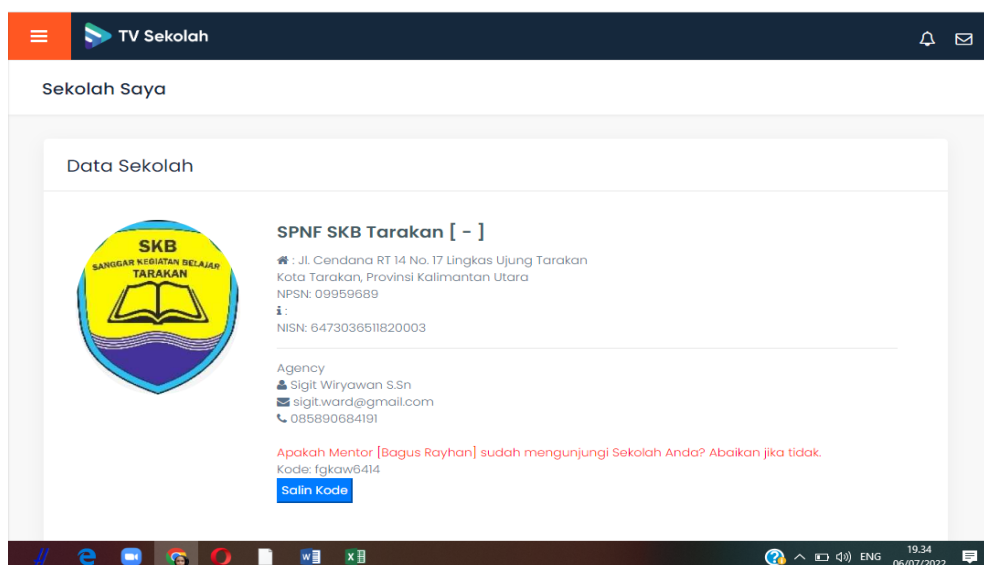 TV Sekolah
Sekolah Saya
Data Sekolah
SKB
SANGGAR KEGIATAN BELAJAR
TARAKAN
SPNF SKB Tarakan [ - ]
: Jl. Cendana RT 14 No. 17 Lingkas Ujung Tarakan
Kota Tarakan, Provinsi Kalimantan Utara
NPSN: 09959689
i :
NISN: 6473036511820003
Agency
Sigit Wiryawan S.Sn
sigit.ward@gmail.com
085890684191
Apakah Mentor [Bagus Rayhan] sudah mengunjungi Sekolah Anda? Abaikan jika tidak.
Kode: fgkaw6414
Salin Kode
ENG
19.34
06/07/2022